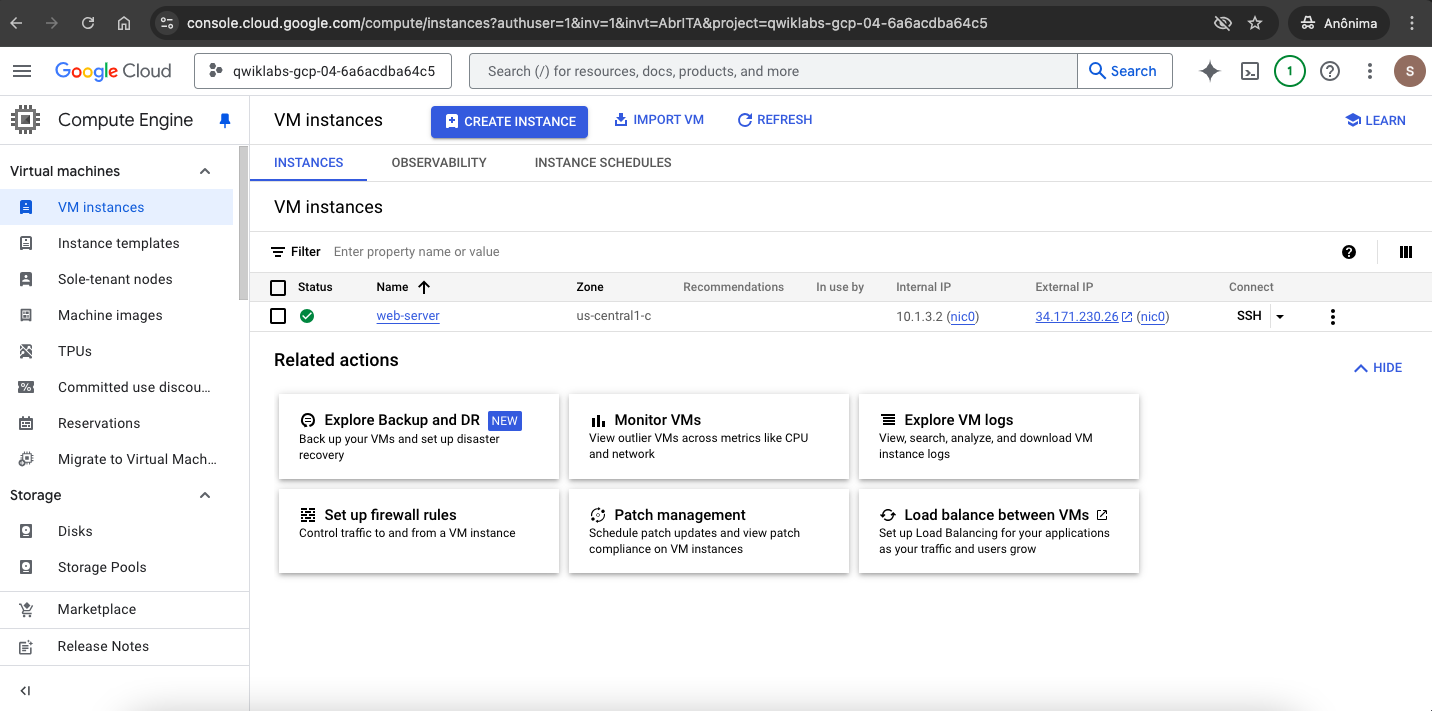 console.cloud.google.com/compute/instances?authuser=1&inv=1&invt=AbrITA&project=qwiklabs-gcp-04-6a6acdba64c5
Anônima
Google Cloud
qwiklabs-gcp-04-6a6acdba64c5
Search (/) for resources, docs, products, and more
Search
1
S
Compute Engine
VM instances
CREATE INSTANCE
IMPORT VM
REFRESH
LEARN
Virtual machines
VM instances
Instance templates
Sole-tenant nodes
Machine images
TPUs
Committed use discou...
Reservations
Migrate to Virtual Mach...
Storage
Disks
Storage Pools
Marketplace
Release Notes
INSTANCES OBSERVABILITY INSTANCE SCHEDULES
VM instances
Filter Enter property name or value
Status Name Zone Recommendations In use by Internal IP External IP Connect
web-server us-central1-c 10.1.3.2 (nic0) 34.171.230.26 (nic0) SSH
Related actions
HIDE
Explore Backup and DR NEW
Back up your VMs and set up disaster
recovery
Monitor VMs
View outlier VMs across metrics like CPU
and network
Explore VM logs
View, search, analyze, and download VM
instance logs
Set up firewall rules
Control traffic to and from a VM instance
Patch management
Schedule patch updates and view patch
compliance on VM instances
Load balance between VMs
Set up Load Balancing for your applications
as your traffic and users grow